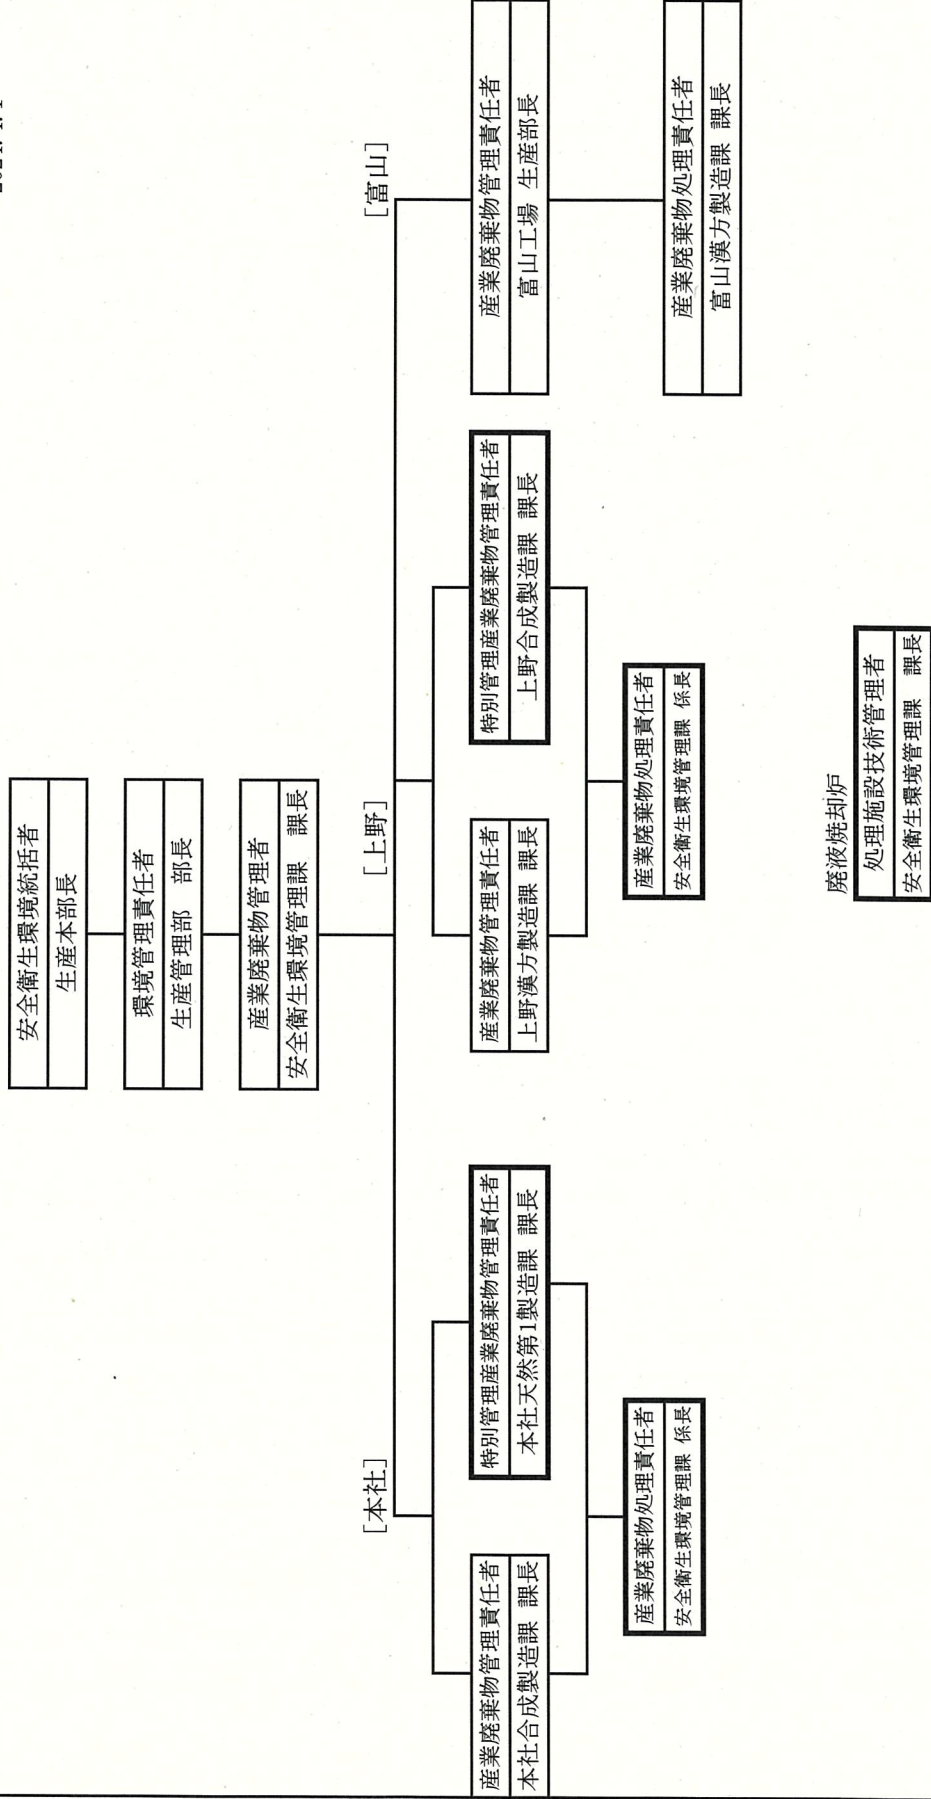 安全衛生環境統括者
生産本部長
環境管理責任者
生産管理部 部長
産業廃棄物管理者
安全衛生環境管理課 課長
[本社]
[上野]
[富山]
産業廃棄物管理責任者
本社合成製造課 課長
特別管理産業廃棄物管理責任者
本社天然第1製造課 課長
産業廃棄物管理責任者
上野漢方製造課 課長
特別管理産業廃棄物管理責任者
上野合成製造課 課長
産業廃棄物管理責任者
富山工場 生産部長
産業廃棄物処理責任者
安全衛生環境管理課 係長
産業廃棄物処理責任者
安全衛生環境管理課 係長
産業廃棄物処理責任者
富山漢方製造課 課長
廃液焼却炉
処理施設技術管理者
安全衛生環境管理課 課長